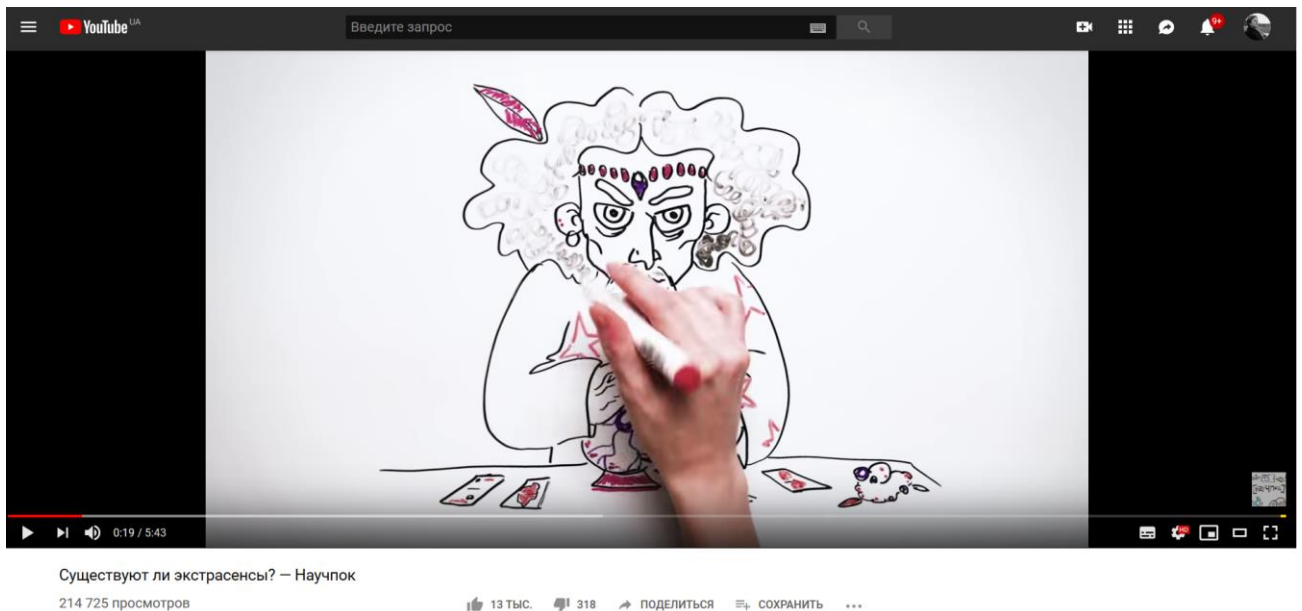 YouTube UA
Введите запрос
9+
0:19 / 5:43
HD
Существуют ли экстрасенсы? — Научпок
214 725 просмотров
13 ТЫС. 318 ПОДЕЛИТЬСЯ СОХРАНИТЬ